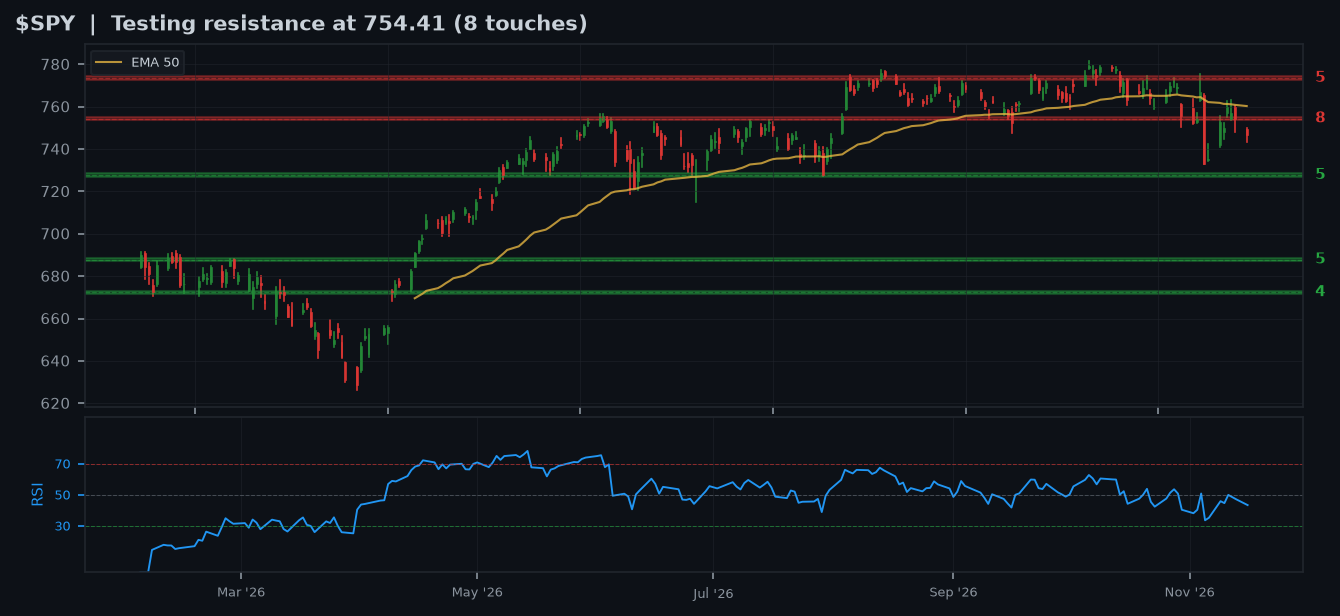 $SPY | Testing resistance at 754.41 (8 touches)
EMA 50
780
760
740
720
700
680
660
640
620
5
8
5
5
4
RSI
70
50
30
Mar '26
May '26
Jul '26
Sep '26
Nov '26